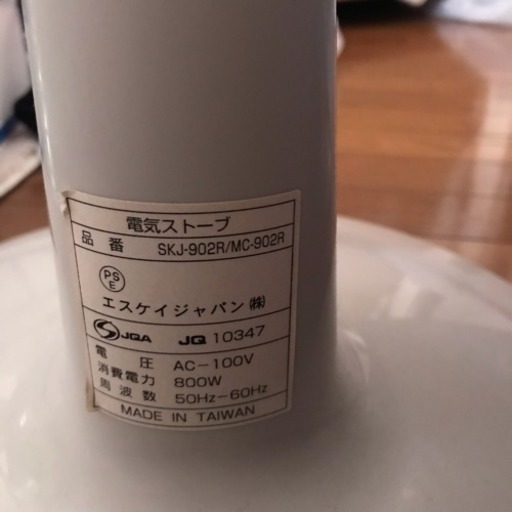 電気ストーブ
品番 SKJ-902R/MC-902R
PS
E
エスケイジャパン㈱
JQA JQ 10347
電圧 AC-100V
消費電力 800W
周波数 50Hz-60Hz
MADE IN TAIWAN